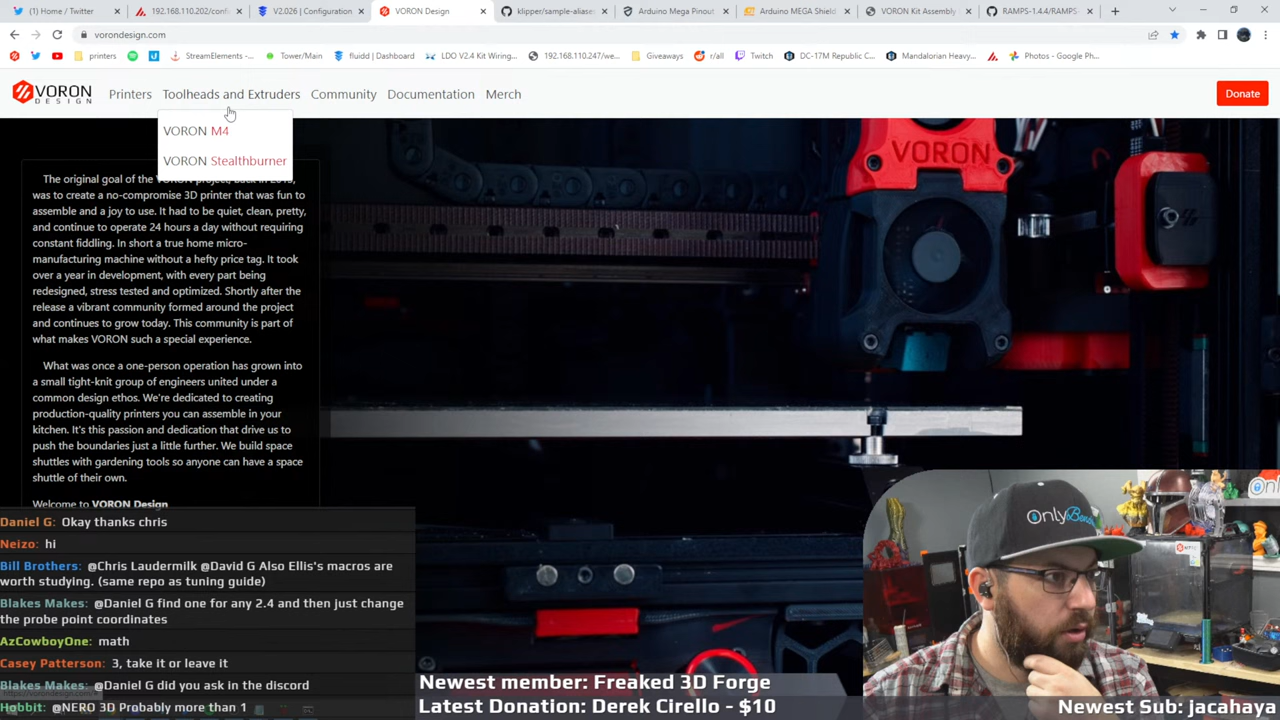 (1) Home / Twitter
192.168.110.202/conf
V2.026 | Configuration
VORON Design
klipper/sample-aliase
Arduino Mega Pinout
Arduino MEGA Shield
VORON Kit Assembly
RAMPS-1.4.4/RAMPS
vorondesign.com
printers
StreamElements -...
Tower/Main
fluidd | Dashboard
LDO V2.4 Kit Wiring...
192.168.110.247/we...
Giveaways
r/all
Twitch
DC-17M Republic C...
Mandalorian Heavy...
Photos - Google Ph...
VORON DESIGN
Printers
Toolheads and Extruders
Community
Documentation
Merch
Donate
VORON M4
VORON Stealthburner
The original goal of the
was to create a no-compromise 3D printer that was fun to
assemble and a joy to use. It had to be quiet, clean, pretty,
and continue to operate 24 hours a day without requiring
constant fiddling. In short a true home micro-
manufacturing machine without a hefty price tag. It took
over a year in development, with every part being
redesigned, stress tested and optimized. Shortly after the
release a vibrant community formed around the project
and continues to grow today. This community is part of
what makes VORON such a special experience.
What was once a one-person operation has grown into
a small tight-knit group of engineers united under a
common design ethos. We're dedicated to creating
production-quality printers you can assemble in your
kitchen. It's this passion and dedication that drive us to
push the boundaries just a little further. We build space
shuttles with gardening tools so anyone can have a space
shuttle of their own.
Welcome to VORON Design
VORON
Daniel G: Okay thanks chris
Neizo: hi
Bill Brothers: @Chris Laudermilk @David G Also Ellis's macros are
worth studying. (same repo as tuning guide)
Blakes Makes: @Daniel G find one for any 2.4 and then just change
the probe point coordinates
AzCowboyOne: math
Casey Patterson: 3, take it or leave it
Blakes Makes: @Daniel G did you ask in the discord
Hobbit: @NERO 3D Probably more than 1
Newest member: Freaked 3D Forge
Latest Donation: Derek Cirello - $10
Newest Sub: jacahaya